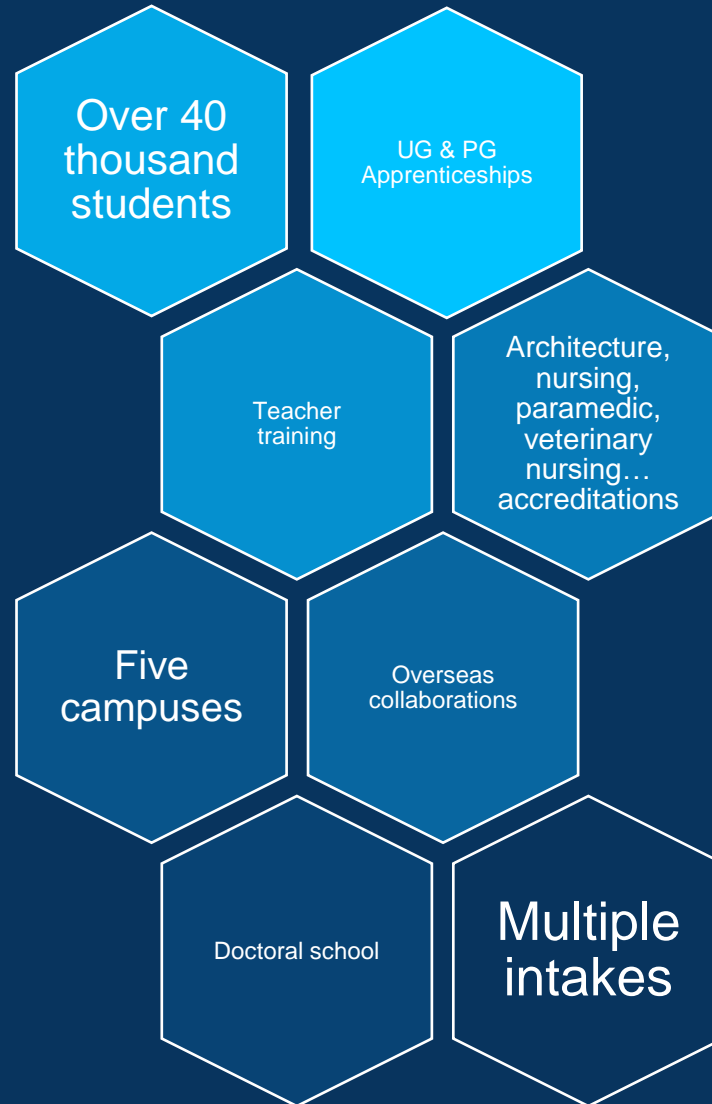 Over 40
thousand
students
UG & PG
Apprenticeships
Teacher
training
Architecture,
nursing,
paramedic,
veterinary
nursing…
accreditations
Five
campuses
Overseas
collaborations
Doctoral school
Multiple
intakes